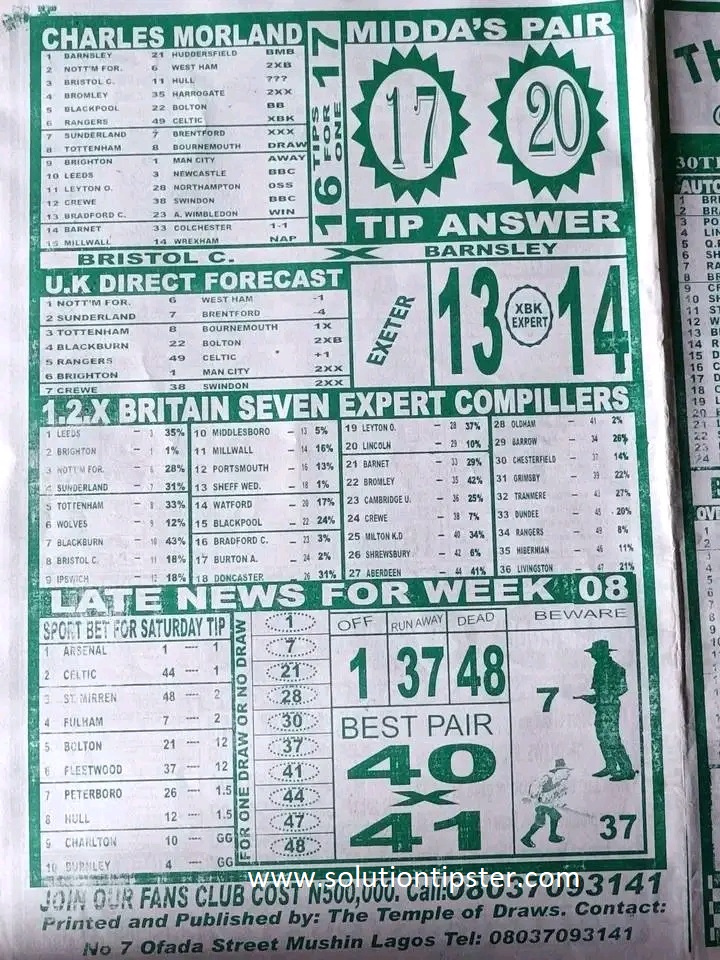 CHARLES MORLAND
1 BARNSLEY 21 HUDDERSFIELD BMB
2 NOTT'M FOR. 6 WEST HAM 2XB
3 BRISTOL C. 11 HULL ???
4 BROMLEY 35 HARROGATE 2XX
5 BLACKPOOL 22 BOLTON BB
6 RANGERS 49 CELTIC XBK
7 SUNDERLAND 7 BRENTFORD XXX
8 TOTTENHAM 8 BOURNEMOUTH DRAW
9 BRIGHTON 1 MAN CITY AWAY
10 LEEDS 3 NEWCASTLE BBC
11 LEYTON O. 28 NORTHAMPTON OSS
12 CREWE 38 SWINDON BBC
13 BRADFORD C. 23 A. WIMBLEDON WIN
14 BARNET 33 COLCHESTER 1-1
15 MILLWALL 14 WREXHAM NAP
16 TIPS FOR ONE 17
MIDDA'S PAIR
17 20
TIP ANSWER
BRISTOL C. X BARNSLEY
U.K DIRECT FORECAST
1 NOTT'M FOR. 6 WEST HAM -1
2 SUNDERLAND 7 BRENTFORD -4
3 TOTTENHAM 8 BOURNEMOUTH 1X
4 BLACKBURN 22 BOLTON 2XB
5 RANGERS 49 CELTIC +1
6 BRIGHTON 1 MAN CITY 2XX
7 CREWE 38 SWINDON 2XX
EXETER
13 XBK EXPERT 14
1.2.X BRITAIN SEVEN EXPERT COMPILLERS
1 LEEDS - 3 35%
2 BRIGHTON - 1 1%
3 NOTT'M FOR. - 6 28%
4 SUNDERLAND - 7 31%
5 TOTTENHAM - 8 33%
6 WOLVES - 9 12%
7 BLACKBURN - 10 43%
8 BRISTOL C. - 11 16%
9 IPSWICH - 12 18%
10 MIDDLESBORO - 13 5%
11 MILLWALL - 14 16%
12 PORTSMOUTH - 16 13%
13 SHEFF WED. - 18 1%
14 WATFORD - 20 17%
15 BLACKPOOL - 22 24%
16 BRADFORD C. - 23 3%
17 BURTON A. - 24 2%
18 DONCASTER - 26 31%
19 LEYTON O. - 28 37%
20 LINCOLN - 29 10%
21 BARNET - 33 29%
22 BROMLEY - 35 42%
23 CAMBRIDGE U. - 36 25%
24 CREWE - 38 7%
25 MILTON K.D - 40 34%
26 SHREWSBURY - 42 6%
27 ABERDEEN - 44 41%
28 OLDHAM - 41 2%
29 BARROW - 34 26%
30 CHESTERFIELD - 37 14%
31 GRIMSBY - 39 22%
32 TRANMERE - 43 27%
33 DUNDEE - 45 20%
34 RANGERS - 49 8%
35 HIBERNIAN - 46 11%
36 LIVINGSTON - 47 21%
LATE NEWS FOR WEEK 08
SPORT BET FOR SATURDAY TIP
1 ARSENAL 1 --- 1
2 CELTIC 44 --- 1
3 ST. MIRREN 48 --- 2
4 FULHAM 7 --- 2
5 BOLTON 21 --- 12
6 FLESTWOOD 37 --- 12
7 PETERBORO 26 --- 1.5
8 HULL 12 --- 1.5
9 CHARLTON 10 --- GG
10 BURNLEY 4 --- GG
FOR ONE DRAW OR NO DRAW
1
7
21
28
30
37
41
44
47
48
OFF RUN AWAY DEAD
1 37 48
BEST PAIR
40
X
41
BEWARE
7
37
www.solutiontipster.com
JOIN OUR FANS CLUB COST N500,000. Call:08037093141
Printed and Published by: The Temple of Draws. Contact:
No 7 Ofada Street Mushin Lagos Tel: 08037093141
TH
30TH
AUTO